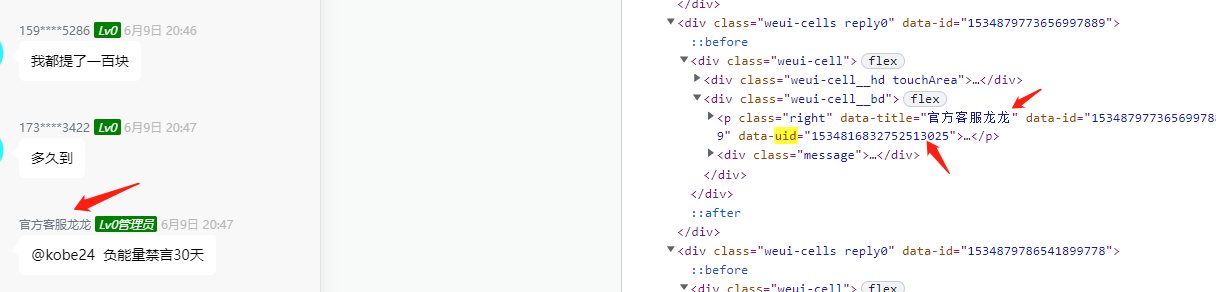 159****5286 Lv0 6月9日 20:46
我都提了一百块
173****3422 Lv0 6月9日 20:47
多久到
官方客服龙龙 Lv0管理员 6月9日 20:47
@kobe24 负能量禁言30天
</div>
<div class="weui-cells reply0" data-id="1534879773656997889">
::before
<div class="weui-cell"> flex
<div class="weui-cell__hd touchArea">…</div>
<div class="weui-cell__bd"> flex
<p class="right" data-title="官方客服龙龙" data-id="153487977365699788
9" data-uid="1534816832752513025">…</p>
<div class="message">…</div>
</div>
</div>
::after
</div>
<div class="weui-cells reply0" data-id="1534879786541899778">
::before
<div class="weui-cell"> flex